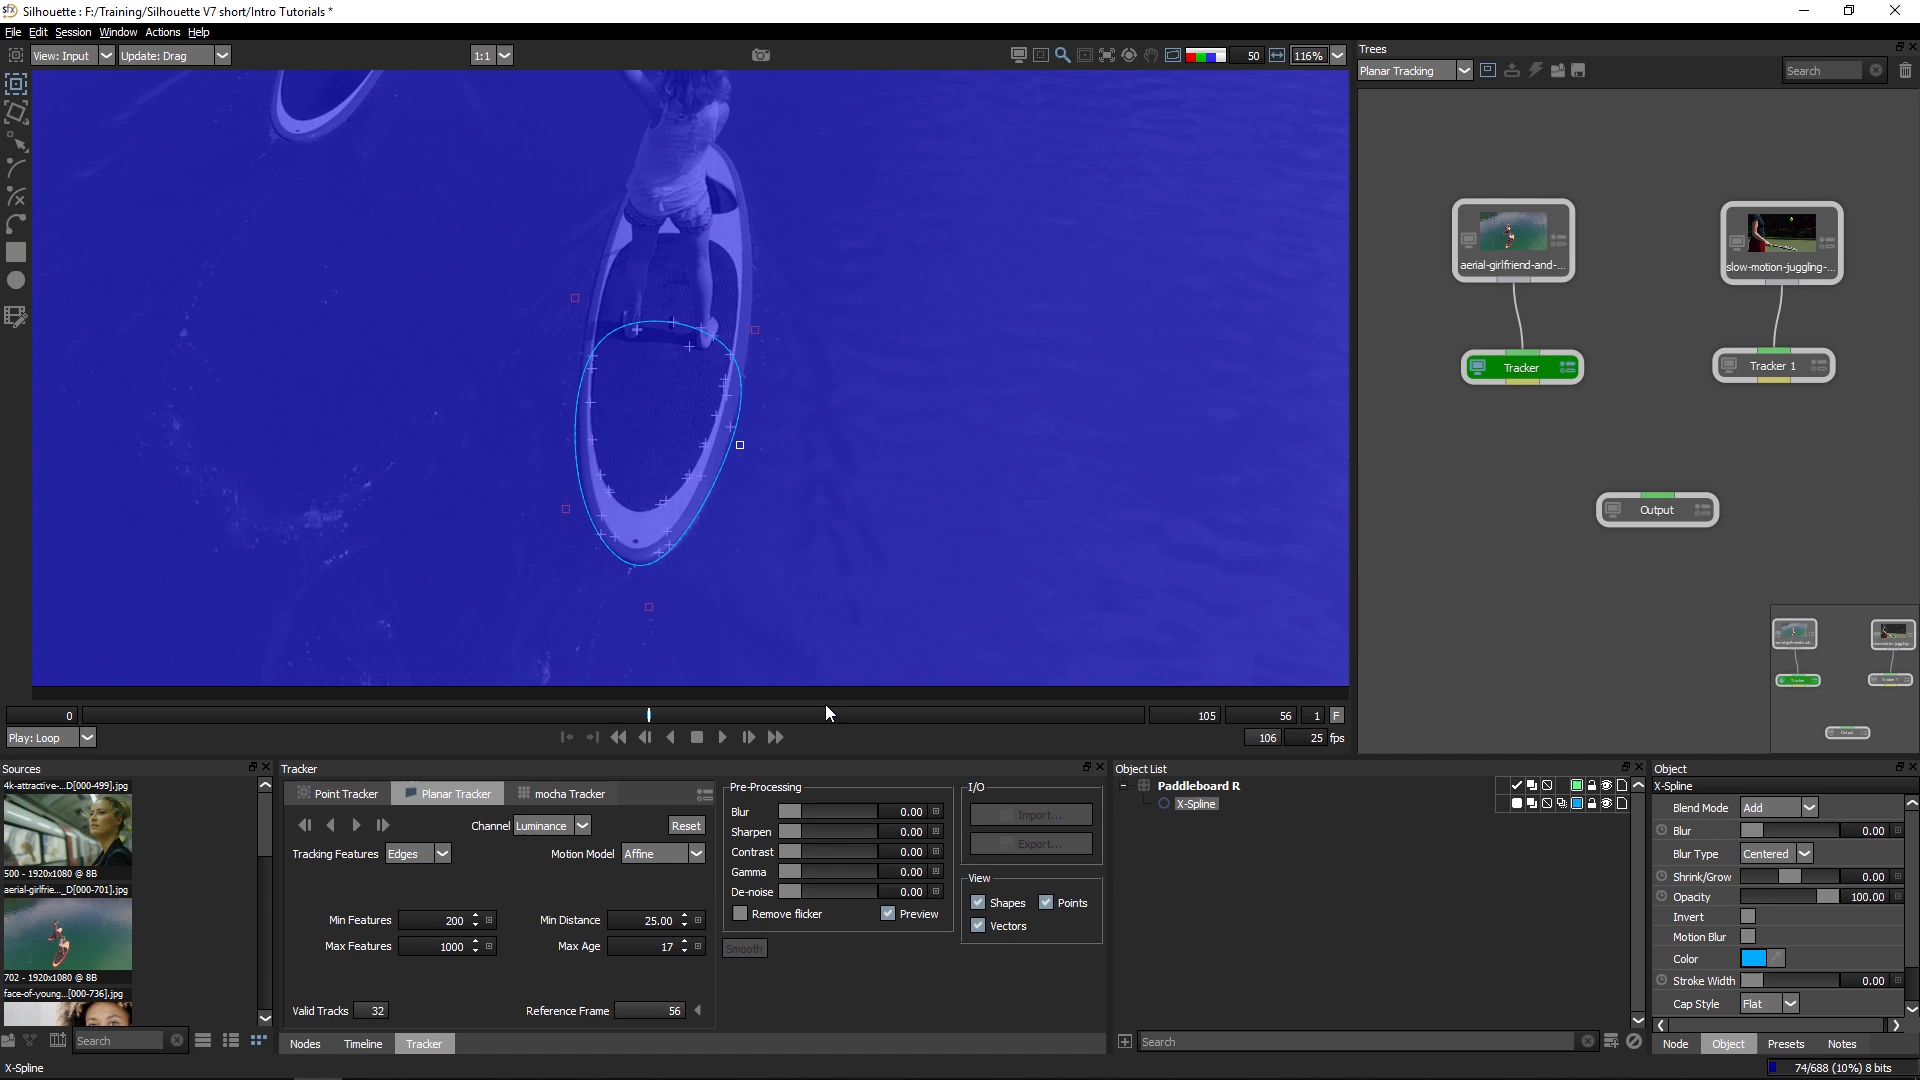 Silhouette : F:/Training/Silhouette V7 short/Intro Tutorials *
File Edit Session Window Actions Help
View: Input Update: Drag 1:1 50 116%
Trees
Planar Tracking Search
aerial-girlfriend-and-...
slow-motion-juggling-...
Tracker
Tracker 1
Output
0 105 56 1 F
Play: Loop 106 25 fps
Sources
4k-attractive-...D[000-499].jpg
500 - 1920x1080 @ 8B
aerial-girlfrie..._D[000-701].jpg
702 - 1920x1080 @ 8B
face-of-young...[000-736].jpg
Search
Tracker
Point Tracker Planar Tracker mocha Tracker
Channel Luminance Reset
Tracking Features Edges Motion Model Affine
Min Features 200 Min Distance 25.00
Max Features 1000 Max Age 17
Valid Tracks 32 Reference Frame 56
Nodes Timeline Tracker
Pre-Processing
Blur 0.00
Sharpen 0.00
Contrast 0.00
Gamma 0.00
De-noise 0.00
Remove flicker Preview
Smooth
I/O
Import...
Export...
View
Shapes Points
Vectors
Object List
Paddleboard R
X-Spline
Search
Object
X-Spline
Blend Mode Add
Blur 0.00
Blur Type Centered
Shrink/Grow 0.00
Opacity 100.00
Invert
Motion Blur
Color
Stroke Width 0.00
Cap Style Flat
Node Object Presets Notes
X-Spline
74/688 (10%) 8 bits